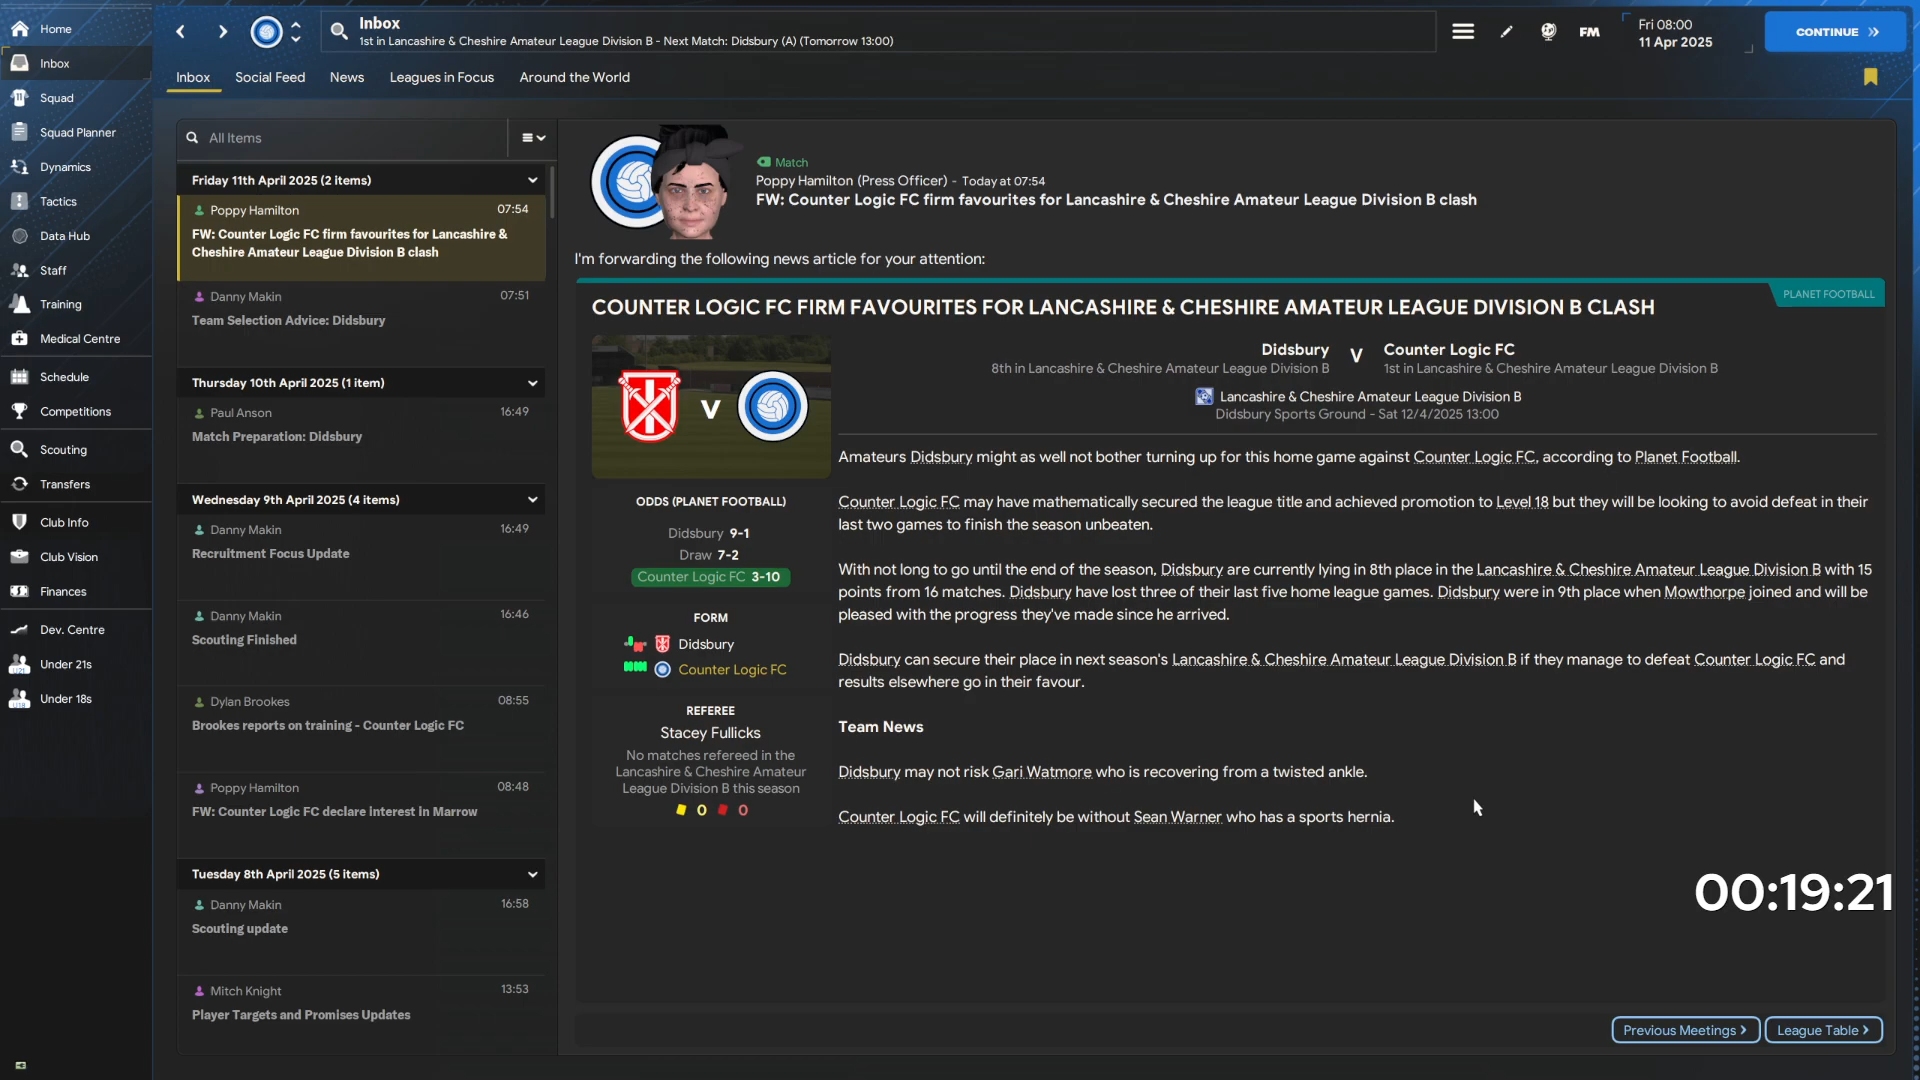 Home
Inbox
Squad
Squad Planner
Dynamics
Tactics
Data Hub
Staff
Training
Medical Centre
Schedule
Competitions
Scouting
Transfers
Club Info
Club Vision
Finances
Dev. Centre
Under 21s
Under 18s
Inbox
1st in Lancashire & Cheshire Amateur League Division B - Next Match: Didsbury (A) (Tomorrow 13:00)
FM
Fri 08:00
11 Apr 2025
CONTINUE
Inbox Social Feed News Leagues in Focus Around the World
All Items
Friday 11th April 2025 (2 items)
Poppy Hamilton 07:54
FW: Counter Logic FC firm favourites for Lancashire &
Cheshire Amateur League Division B clash
Danny Makin 07:51
Team Selection Advice: Didsbury
Thursday 10th April 2025 (1 item)
Paul Anson 16:49
Match Preparation: Didsbury
Wednesday 9th April 2025 (4 items)
Danny Makin 16:49
Recruitment Focus Update
Danny Makin 16:46
Scouting Finished
Dylan Brookes 08:55
Brookes reports on training - Counter Logic FC
Poppy Hamilton 08:48
FW: Counter Logic FC declare interest in Marrow
Tuesday 8th April 2025 (5 items)
Danny Makin 16:58
Scouting update
Mitch Knight 13:53
Player Targets and Promises Updates
Match
Poppy Hamilton (Press Officer) - Today at 07:54
FW: Counter Logic FC firm favourites for Lancashire & Cheshire Amateur League Division B clash
I'm forwarding the following news article for your attention:
PLANET FOOTBALL
COUNTER LOGIC FC FIRM FAVOURITES FOR LANCASHIRE & CHESHIRE AMATEUR LEAGUE DIVISION B CLASH
V
ODDS (PLANET FOOTBALL)
Didsbury 9-1
Draw 7-2
Counter Logic FC 3-10
FORM
Didsbury
Counter Logic FC
REFEREE
Stacey Fullicks
No matches refereed in the
Lancashire & Cheshire Amateur
League Division B this season
0 0
Didsbury V Counter Logic FC
8th in Lancashire & Cheshire Amateur League Division B 1st in Lancashire & Cheshire Amateur League Division B
Lancashire & Cheshire Amateur League Division B
Didsbury Sports Ground - Sat 12/4/2025 13:00
Amateurs Didsbury might as well not bother turning up for this home game against Counter Logic FC, according to Planet Football.
Counter Logic FC may have mathematically secured the league title and achieved promotion to Level 18 but they will be looking to avoid defeat in their
last two games to finish the season unbeaten.
With not long to go until the end of the season, Didsbury are currently lying in 8th place in the Lancashire & Cheshire Amateur League Division B with 15
points from 16 matches. Didsbury have lost three of their last five home league games. Didsbury were in 9th place when Mowthorpe joined and will be
pleased with the progress they've made since he arrived.
Didsbury can secure their place in next season's Lancashire & Cheshire Amateur League Division B if they manage to defeat Counter Logic FC and
results elsewhere go in their favour.
Team News
Didsbury may not risk Gari Watmore who is recovering from a twisted ankle.
Counter Logic FC will definitely be without Sean Warner who has a sports hernia.
00:19:21
Previous Meetings
League Table